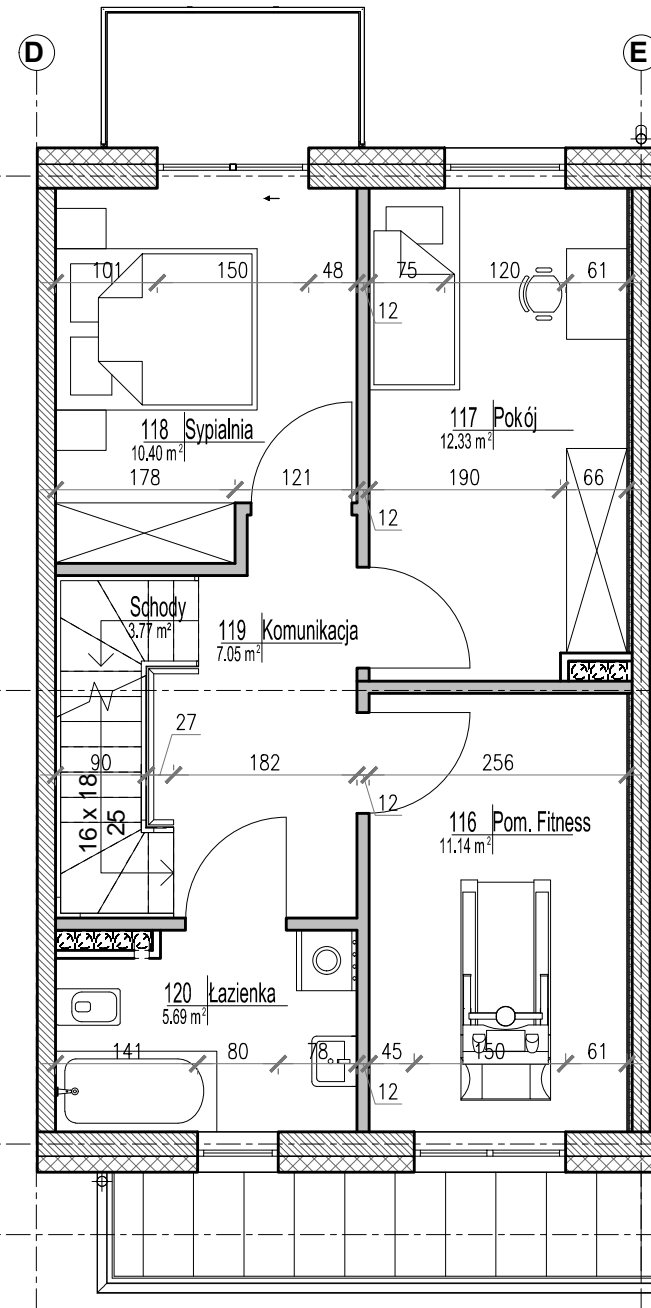 D
E
101
150
48
75
120
61
12
118 Sypialnia
10.40 m²
117 Pokój
12.33 m²
178
121
190
66
12
Schody
3.77 m²
119 Komunikacja
7.05 m²
27
90
182
256
12
16 x 18
25
116 Pom. Fitness
11.14 m²
120 Łazienka
5.69 m²
141
80
78
45
150
61
12